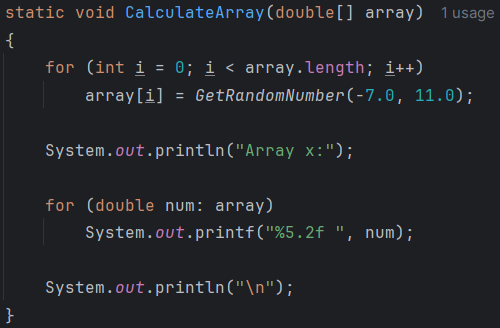 static void CalculateArray(double[] array) 1 usage
{
    for (int i = 0; i < array.length; i++)
        array[i] = GetRandomNumber(-7.0, 11.0);

    System.out.println("Array x:");

    for (double num: array)
        System.out.printf("%5.2f ", num);

    System.out.println("\n");
}